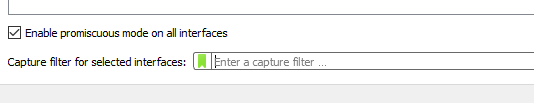 Enable promiscuous mode on all interfaces
Capture filter for selected interfaces: Enter a capture filter ...